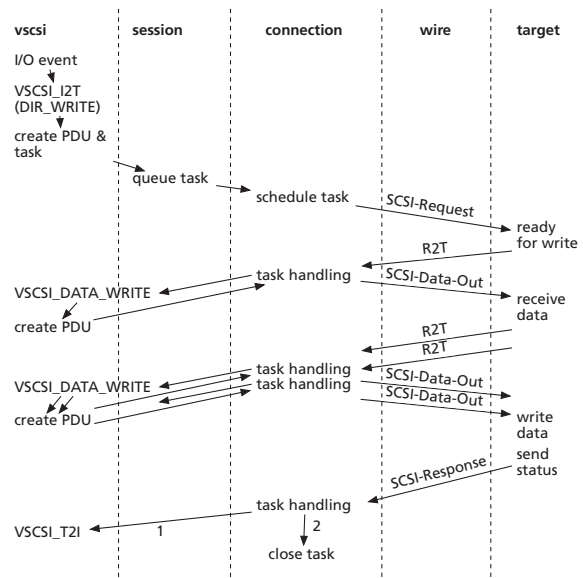 vscsi session connection wire target
I/O event
VSCSI_I2T
(DIR_WRITE)
create PDU &
task
queue task
schedule task
SCSI-Request
ready
for write
R2T
task handling
SCSI-Data-Out
VSCSI_DATA_WRITE
receive
data
create PDU
R2T
R2T
task handling
task handling
SCSI-Data-Out
SCSI-Data-Out
VSCSI_DATA_WRITE
create PDU
write
data
send
status
SCSI-Response
task handling
VSCSI_T2I
1
2
close task